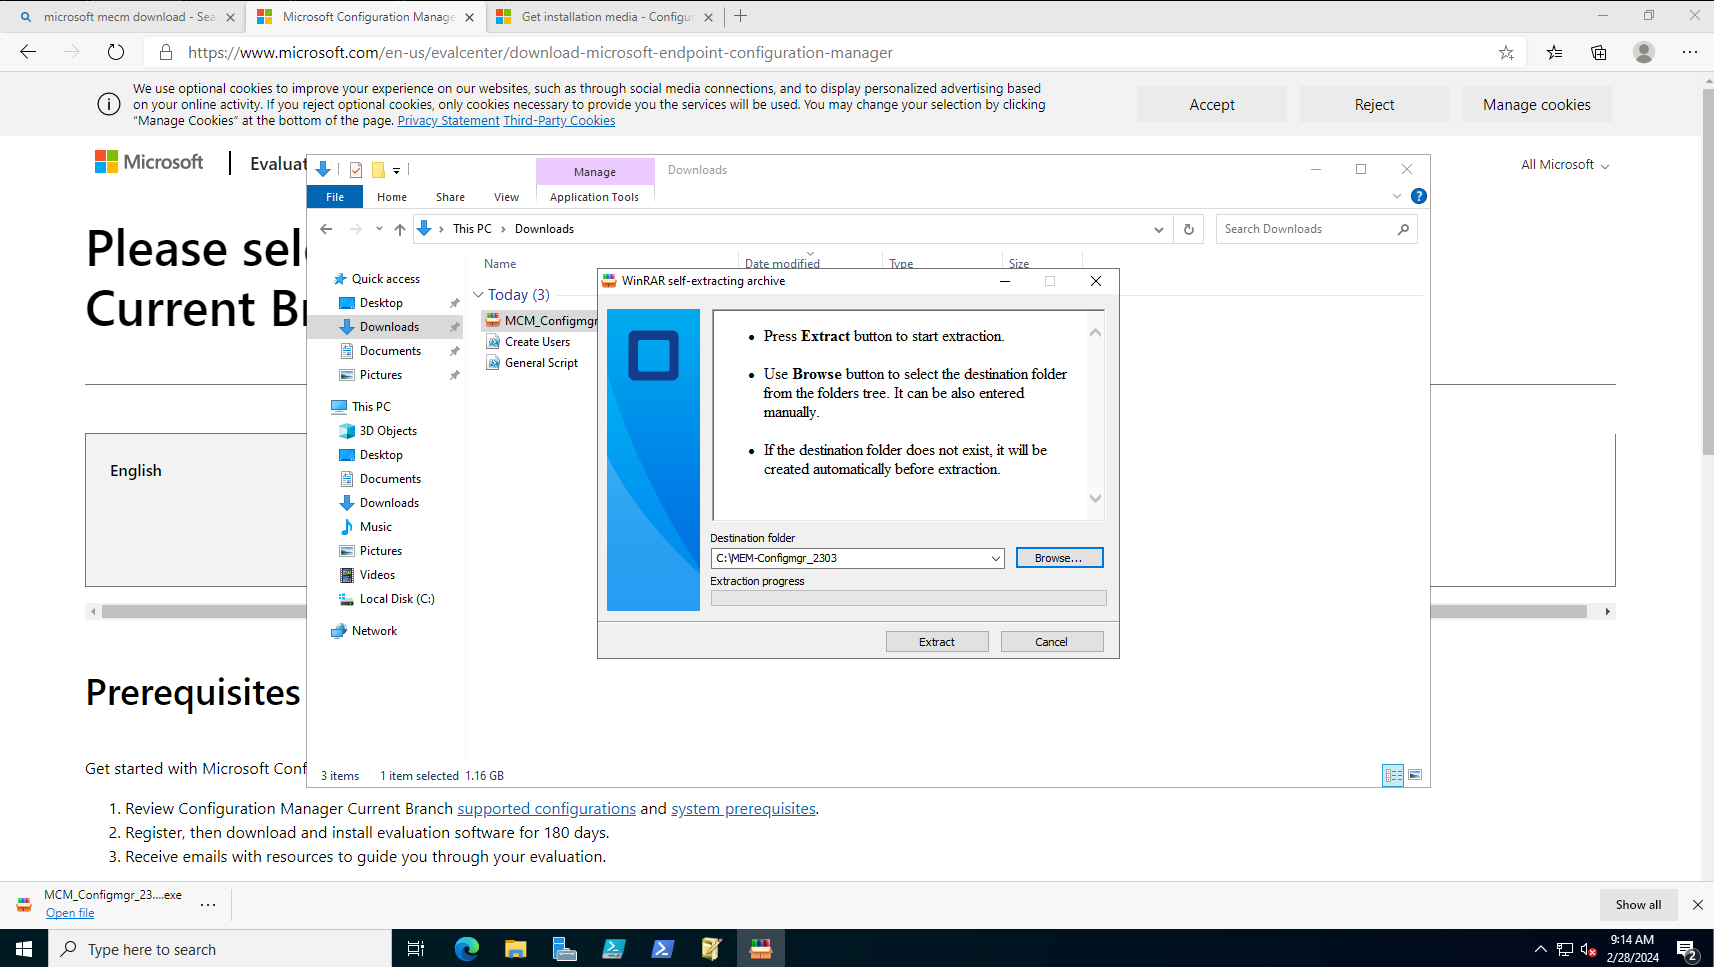 microsoft mecm download - Sea
Microsoft Configuration Manage
Get installation media - Configur
https://www.microsoft.com/en-us/evalcenter/download-microsoft-endpoint-configuration-manager
We use optional cookies to improve your experience on our websites, such as through social media connections, and to display personalized advertising based
on your online activity. If you reject optional cookies, only cookies necessary to provide you the services will be used. You may change your selection by clicking
“Manage Cookies” at the bottom of the page. Privacy Statement Third-Party Cookies
Accept
Reject
Manage cookies
Microsoft
Evaluat
All Microsoft
Please sel
Current Br
English
Manage
Downloads
File
Home
Share
View
Application Tools
This PC
Downloads
Search Downloads
Name
Date modified
Type
Size
Quick access
Desktop
Downloads
Documents
Pictures
This PC
3D Objects
Desktop
Documents
Downloads
Music
Pictures
Videos
Local Disk (C:)
Network
Today (3)
MCM_Configmgr
Create Users
General Script
WinRAR self-extracting archive
• Press Extract button to start extraction.
• Use Browse button to select the destination folder
from the folders tree. It can be also entered
manually.
• If the destination folder does not exist, it will be
created automatically before extraction.
Destination folder
C:\MEM-Configmgr_2303
Browse...
Extraction progress
Extract
Cancel
3 items
1 item selected 1.16 GB
Prerequisites
Get started with Microsoft Conf
1. Review Configuration Manager Current Branch supported configurations and system prerequisites.
2. Register, then download and install evaluation software for 180 days.
3. Receive emails with resources to guide you through your evaluation.
MCM_Configmgr_23....exe
Open file
Show all
Type here to search
9:14 AM
2/28/2024
2